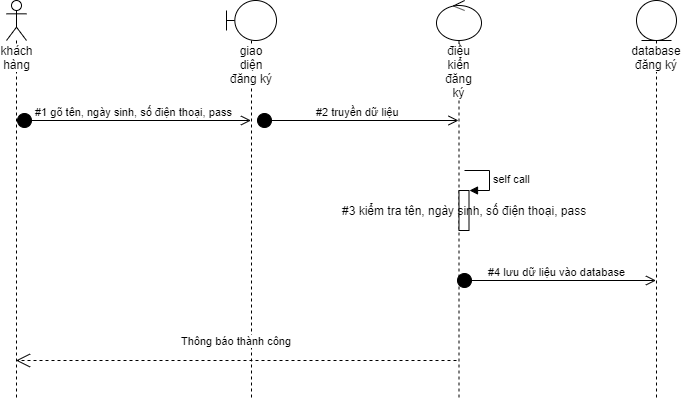 khách
hàng
giao
diện
đăng ký
điều
kiển
đăng
ký
database
đăng ký
#1 gõ tên, ngày sinh, số điện thoại, pass
#2 truyền dữ liệu
self call
#3 kiểm tra tên, ngày sinh, số điện thoại, pass
#4 lưu dữ liệu vào database
Thông báo thành công